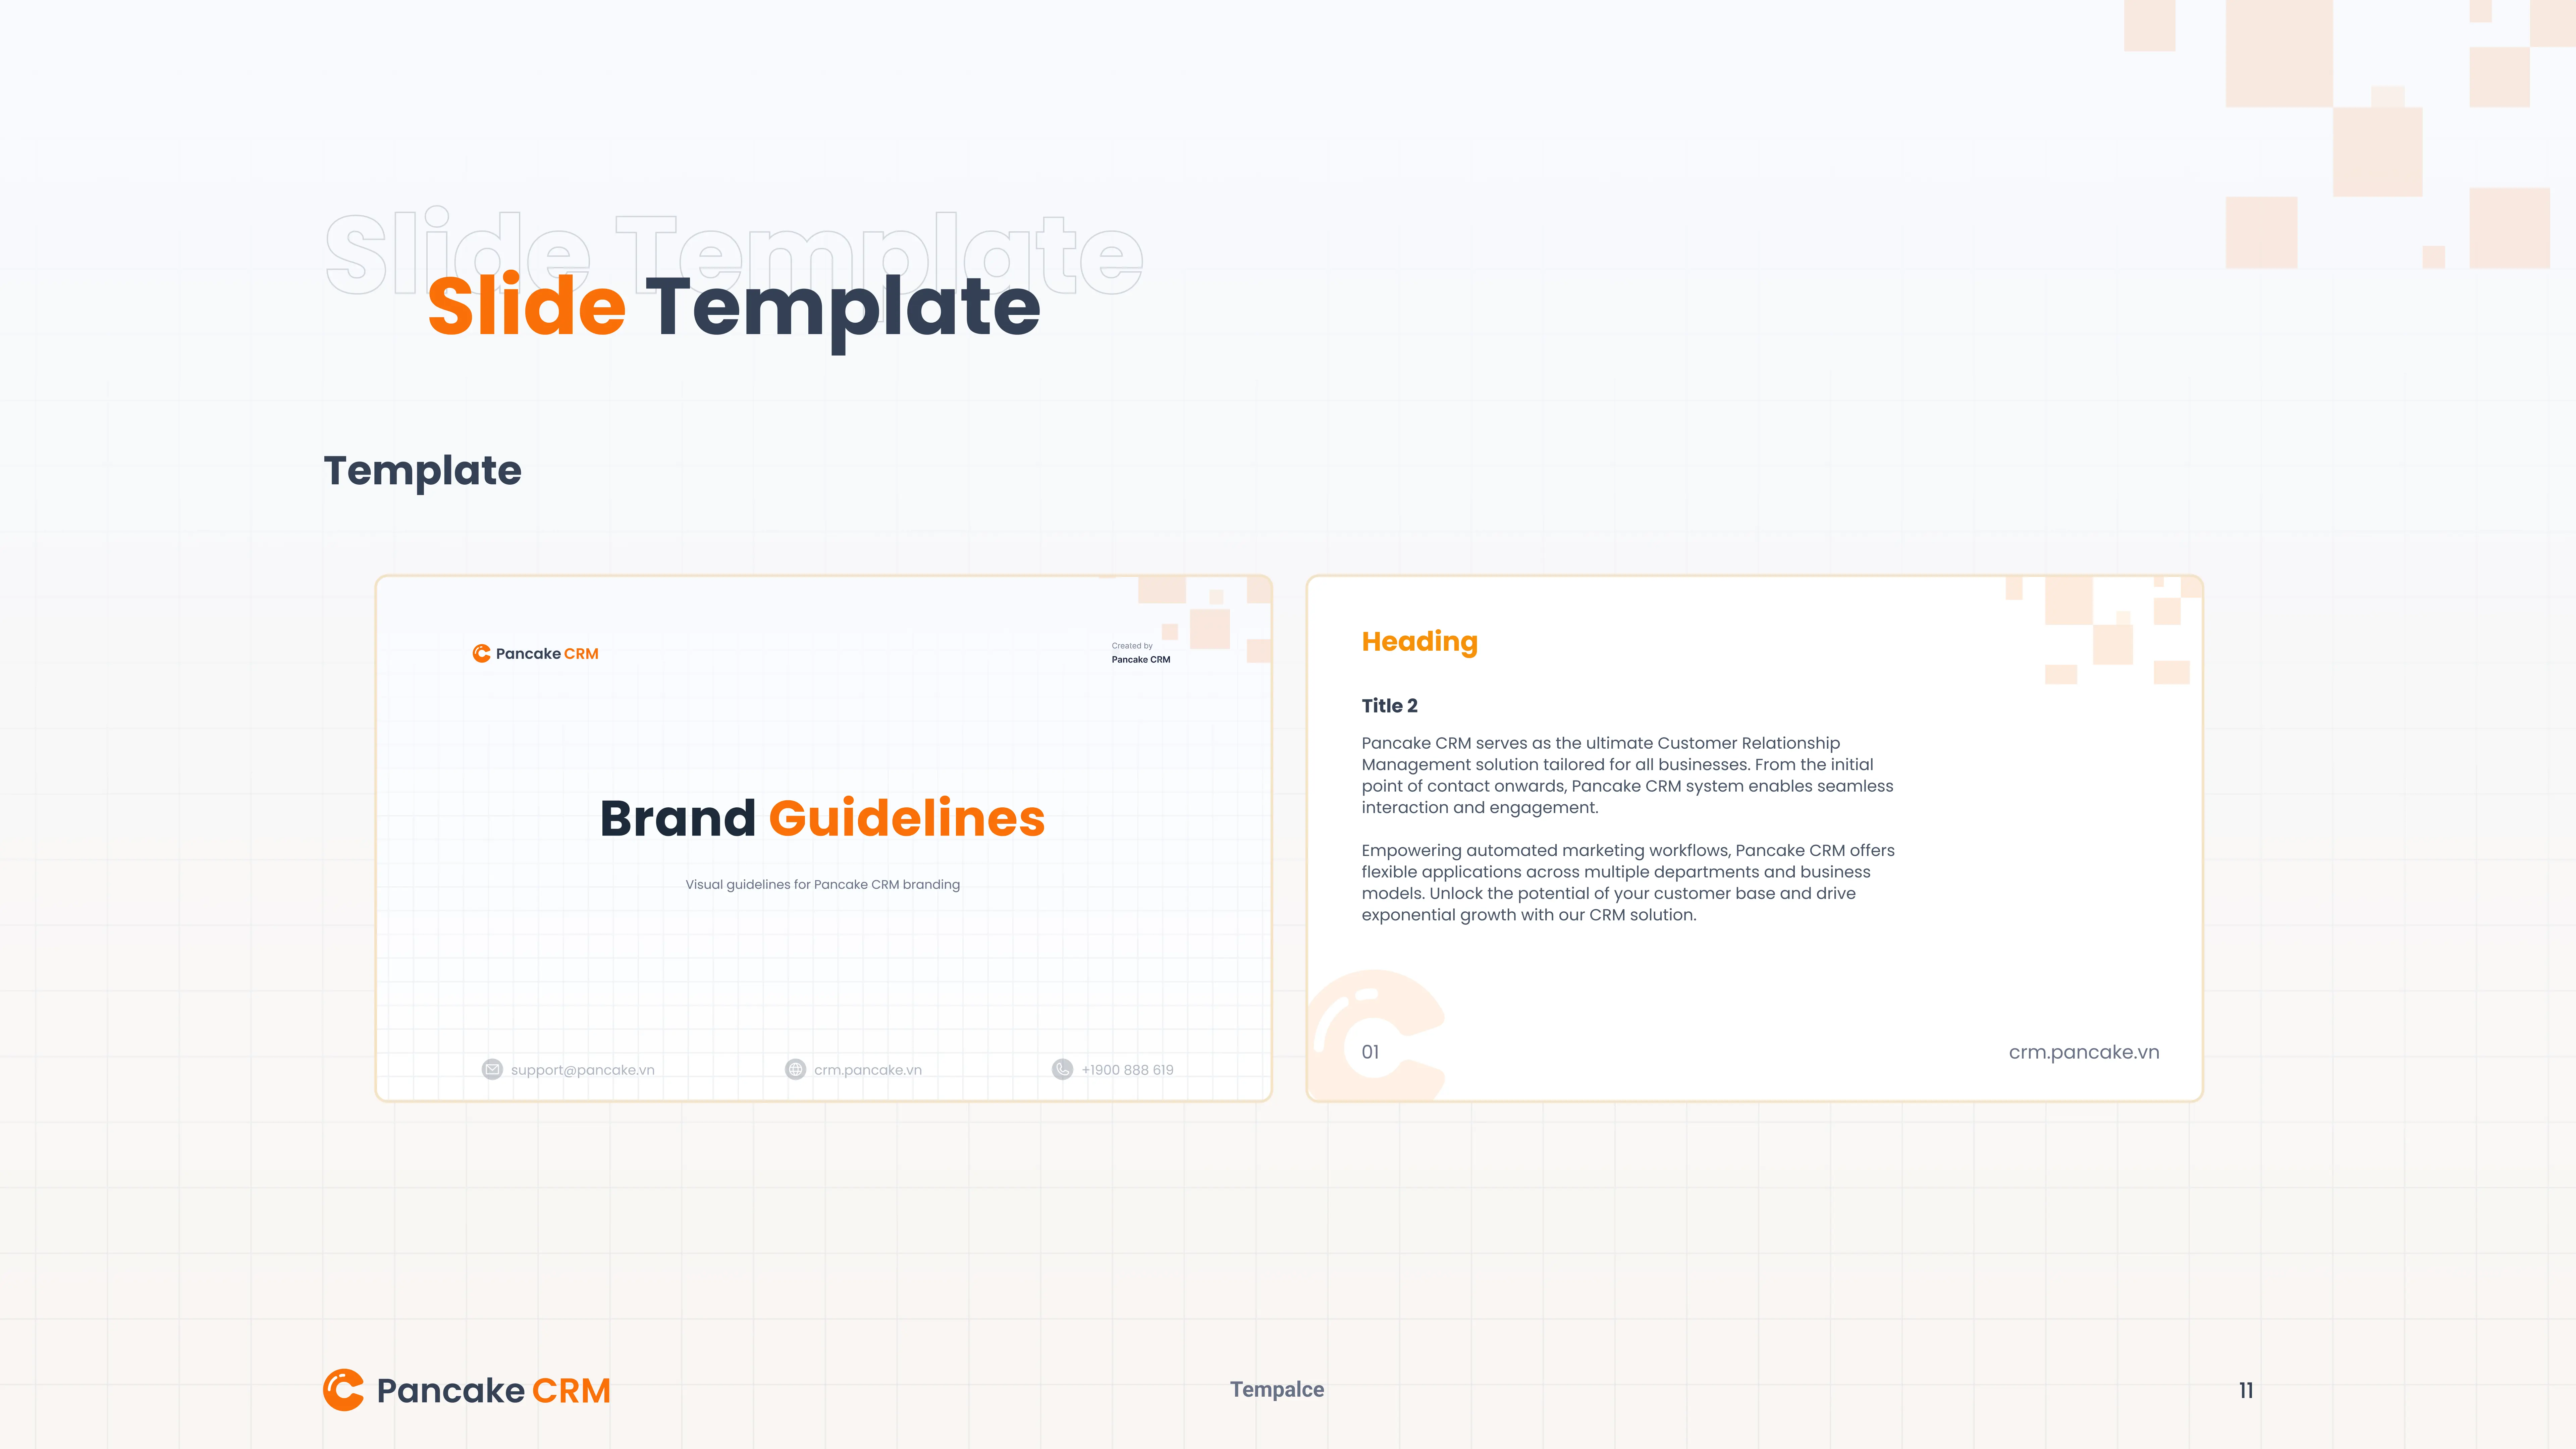 Slide Template
Slide Template
Template
Pancake CRM
Created by
Pancake CRM
Brand Guidelines
Visual guidelines for Pancake CRM branding
support@pancake.vn
crm.pancake.vn
+1900 888 619
Heading
Title 2
Pancake CRM serves as the ultimate Customer Relationship
Management solution tailored for all businesses. From the initial
point of contact onwards, Pancake CRM system enables seamless
interaction and engagement.
Empowering automated marketing workflows, Pancake CRM offers
flexible applications across multiple departments and business
models. Unlock the potential of your customer base and drive
exponential growth with our CRM solution.
01
crm.pancake.vn
Pancake CRM
Tempalce
11